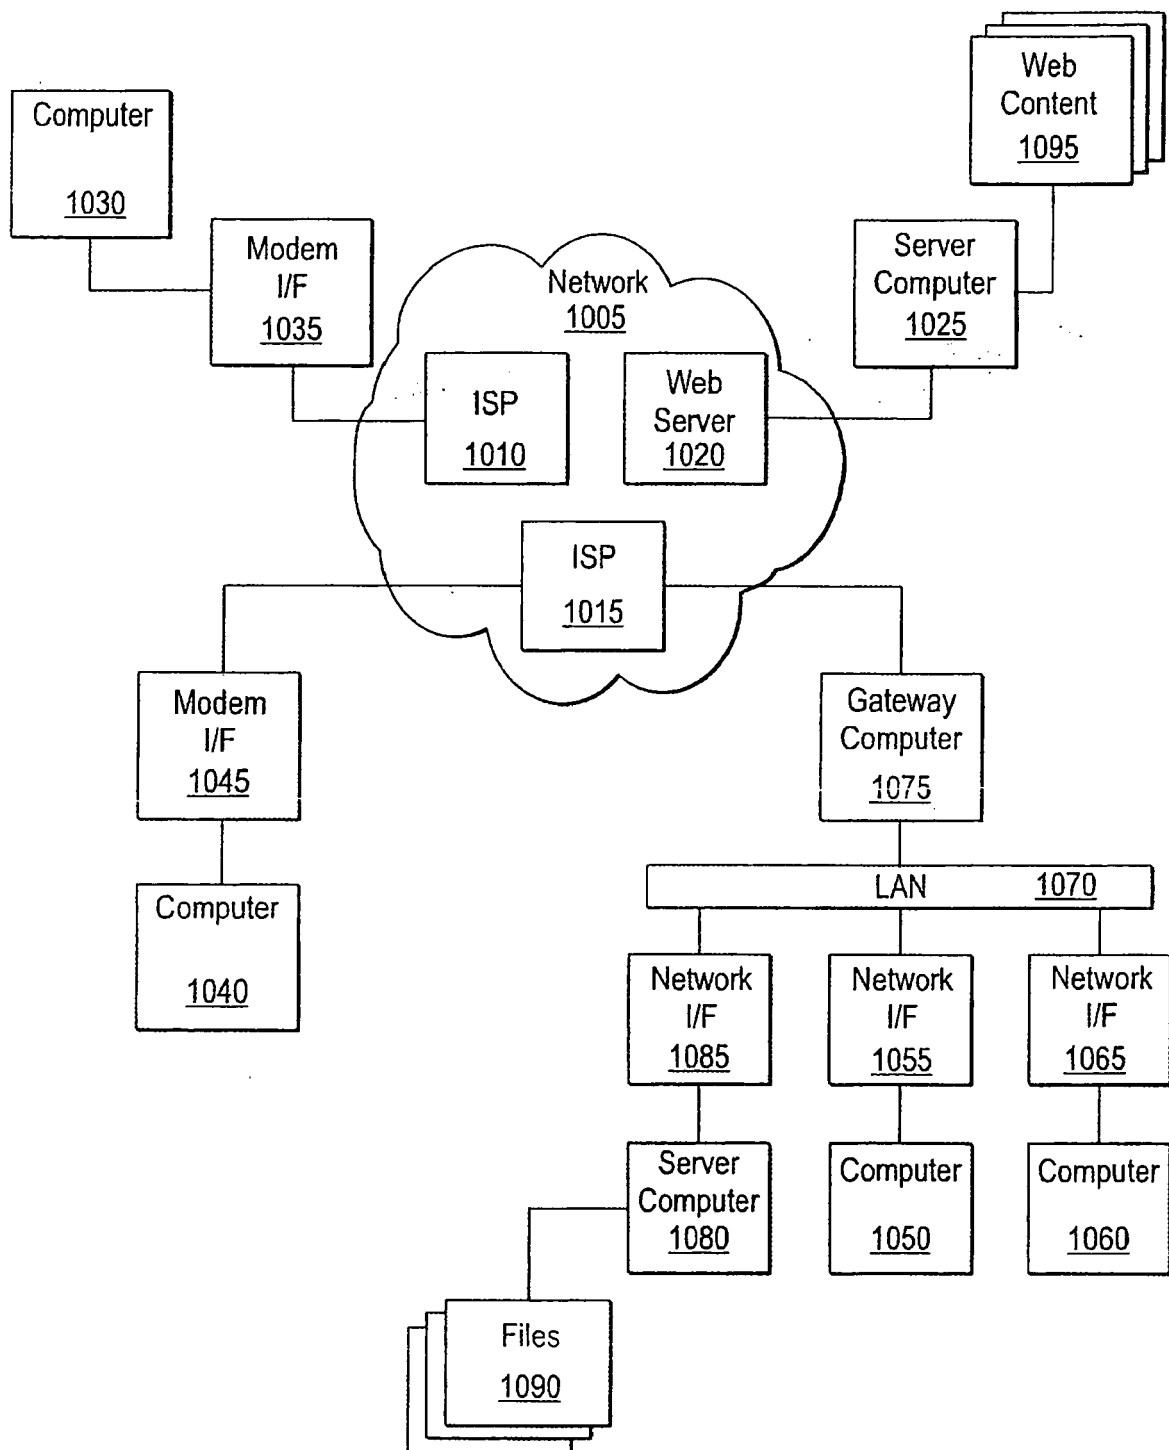 Web
Content
1095
Computer
1030
Modem
I/F
1035
Server
Computer
1025
Network
1005
ISP
1010
Web
Server
1020
ISP
1015
Modem
I/F
1045
Gateway
Computer
1075
Computer
1040
LAN 1070
Network
I/F
1085
Network
I/F
1055
Network
I/F
1065
Server
Computer
1080
Computer
1050
Computer
1060
Files
1090